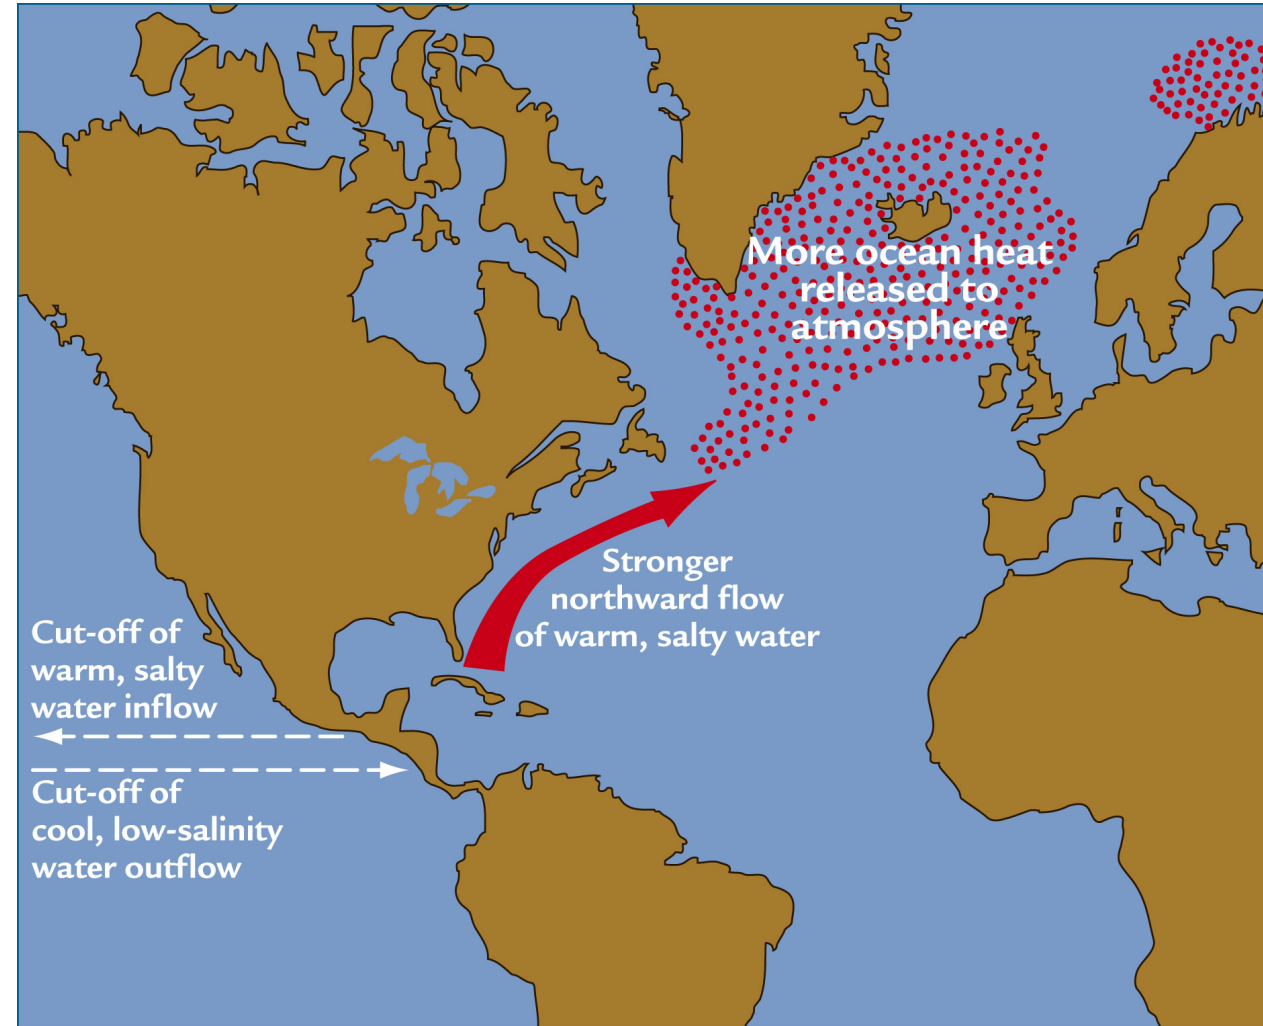 More ocean heat
released to
atmosphere
Stronger
northward flow
of warm, salty water
Cut-off of
warm, salty
water inflow
Cut-off of
cool, low-salinity
water outflow